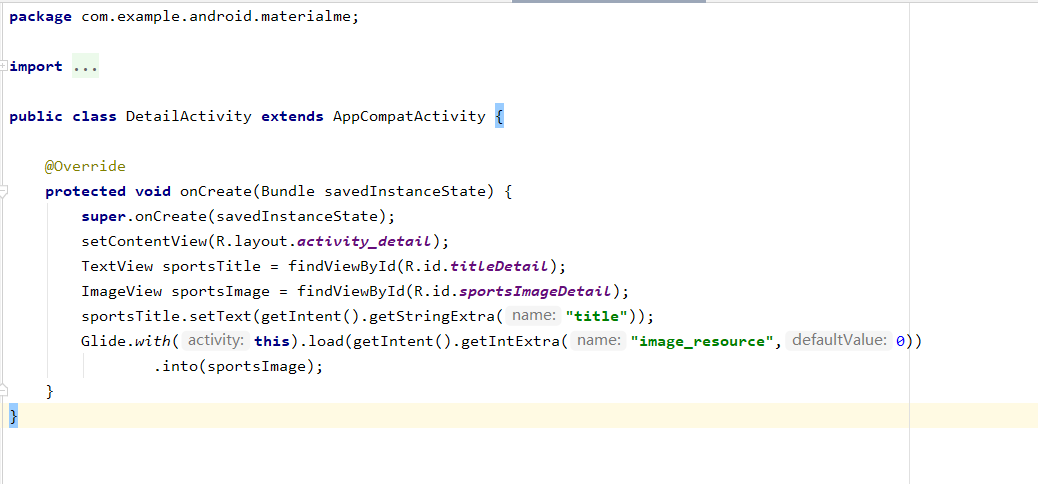 package com.example.android.materialme;
import ...
public class DetailActivity extends AppCompatActivity {
@Override
protected void onCreate(Bundle savedInstanceState) {
super.onCreate(savedInstanceState);
setContentView(R.layout.activity_detail);
TextView sportsTitle = findViewById(R.id.titleDetail);
ImageView sportsImage = findViewById(R.id.sportsImageDetail);
sportsTitle.setText(getIntent().getStringExtra( name: "title"));
Glide.with( activity: this).load(getIntent().getIntExtra( name: "image_resource", defaultValue: 0))
.into(sportsImage);
}
}